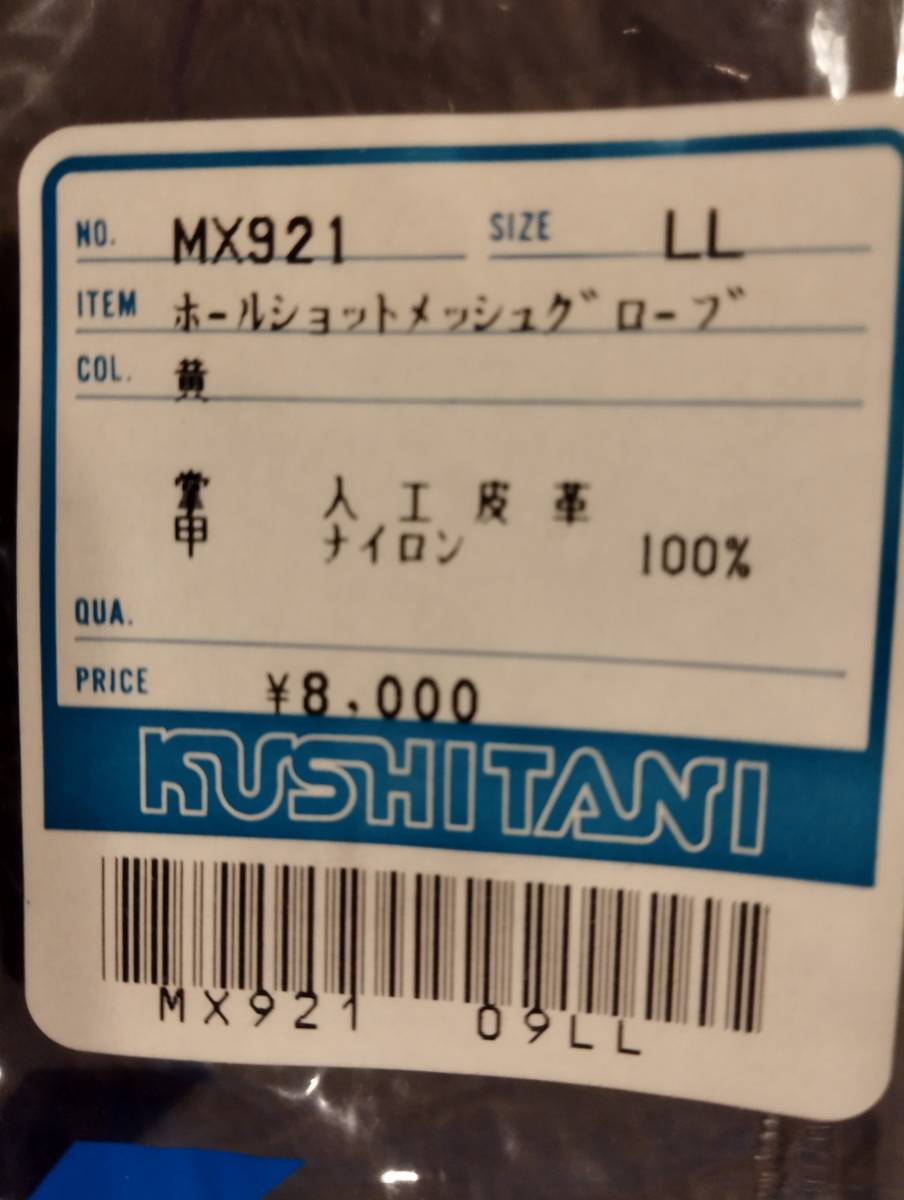 NO. MX921 SIZE LL
ITEM ホールショットメッシュグローブ
COL. 黄
掌 人工皮革
甲 ナイロン 100%
QUA.
PRICE ¥8,000
KUSHITANI
MX921 09LL